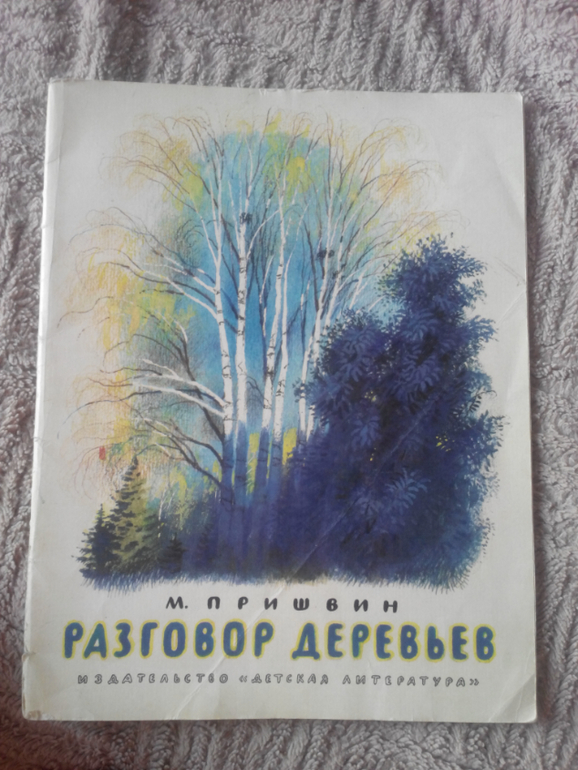 М. ПРИШВИН
РАЗГОВОР ДЕРЕВЬЕВ
ИЗДАТЕЛЬСТВО «ДЕТСКАЯ ЛИТЕРАТУРА»